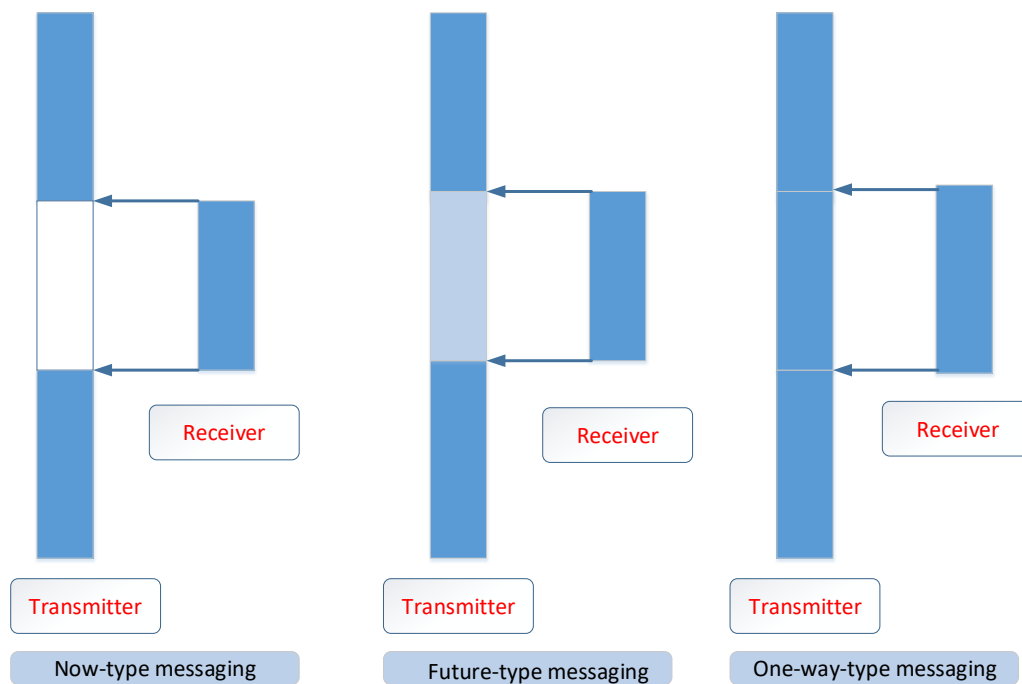 Receiver
Receiver
Receiver
Transmitter
Transmitter
Transmitter
Now-type messaging
Future-type messaging
One-way-type messaging